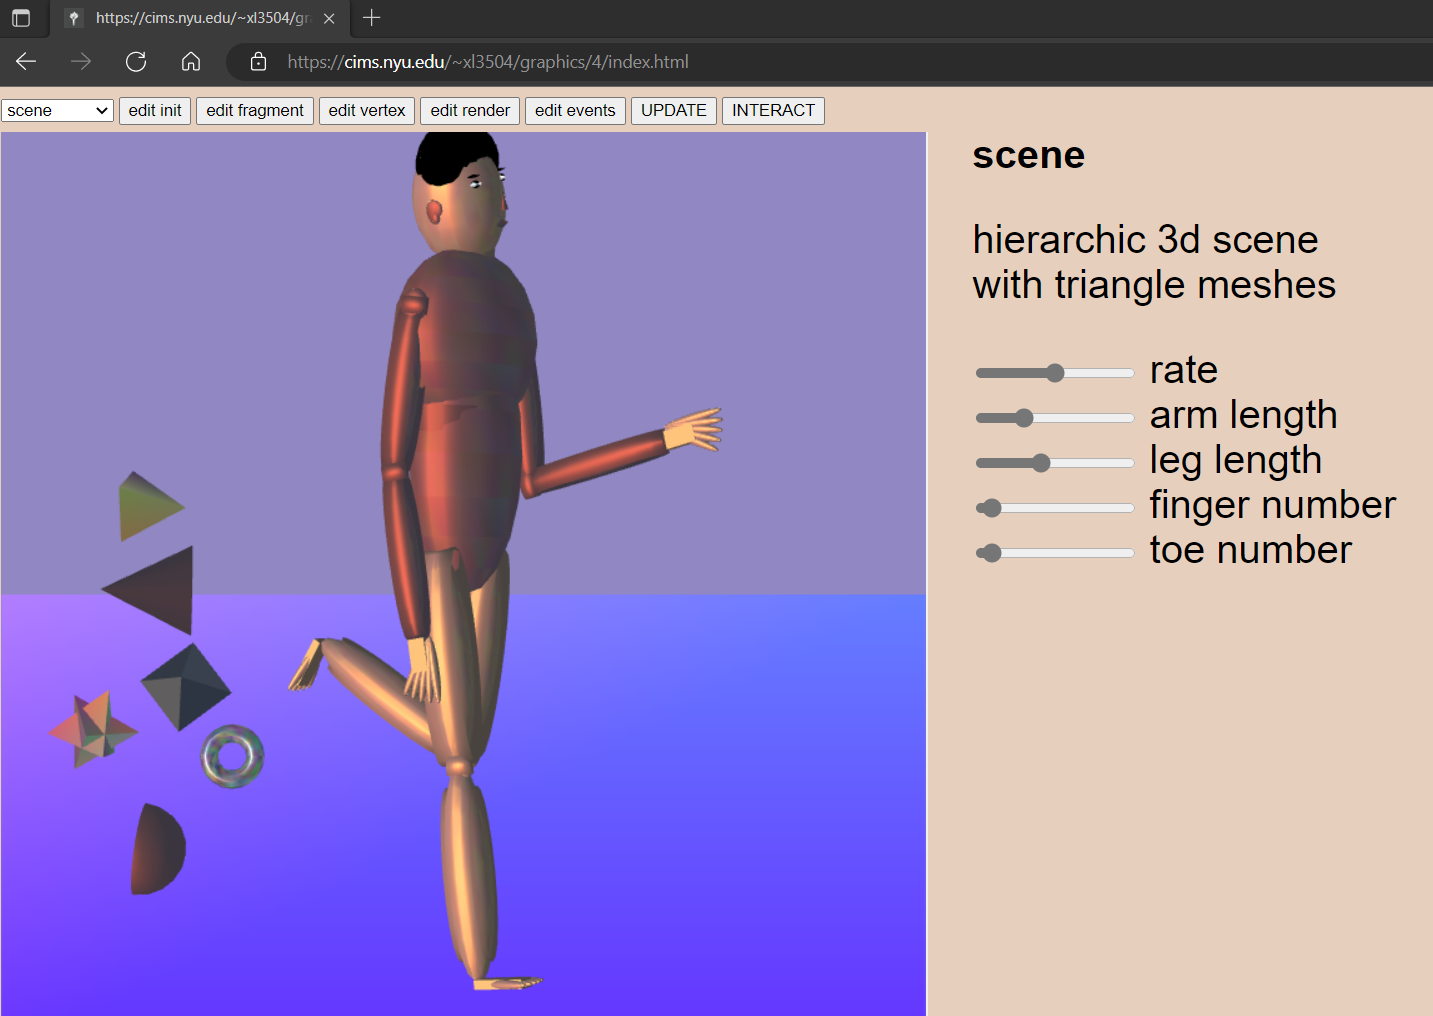 https://cims.nyu.edu/~xl3504/gr
https://cims.nyu.edu/~xl3504/graphics/4/index.html
scene edit init edit fragment edit vertex edit render edit events UPDATE INTERACT
scene
hierarchic 3d scene
with triangle meshes
rate
arm length
leg length
finger number
toe number